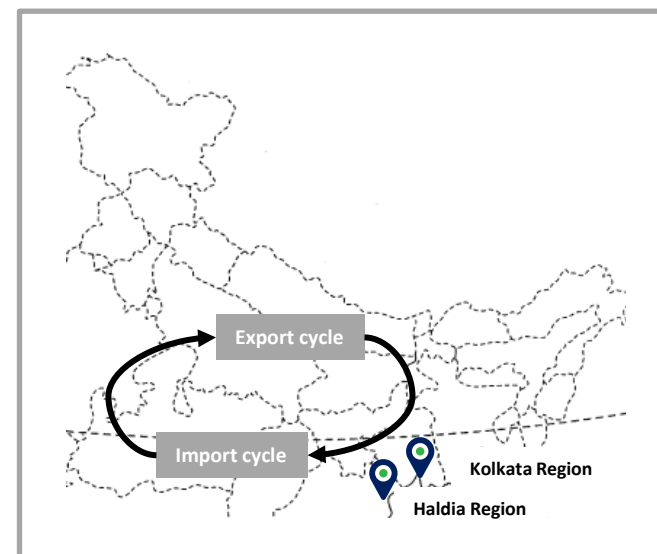 Export cycle
Import cycle
Kolkata Region
Haldia Region